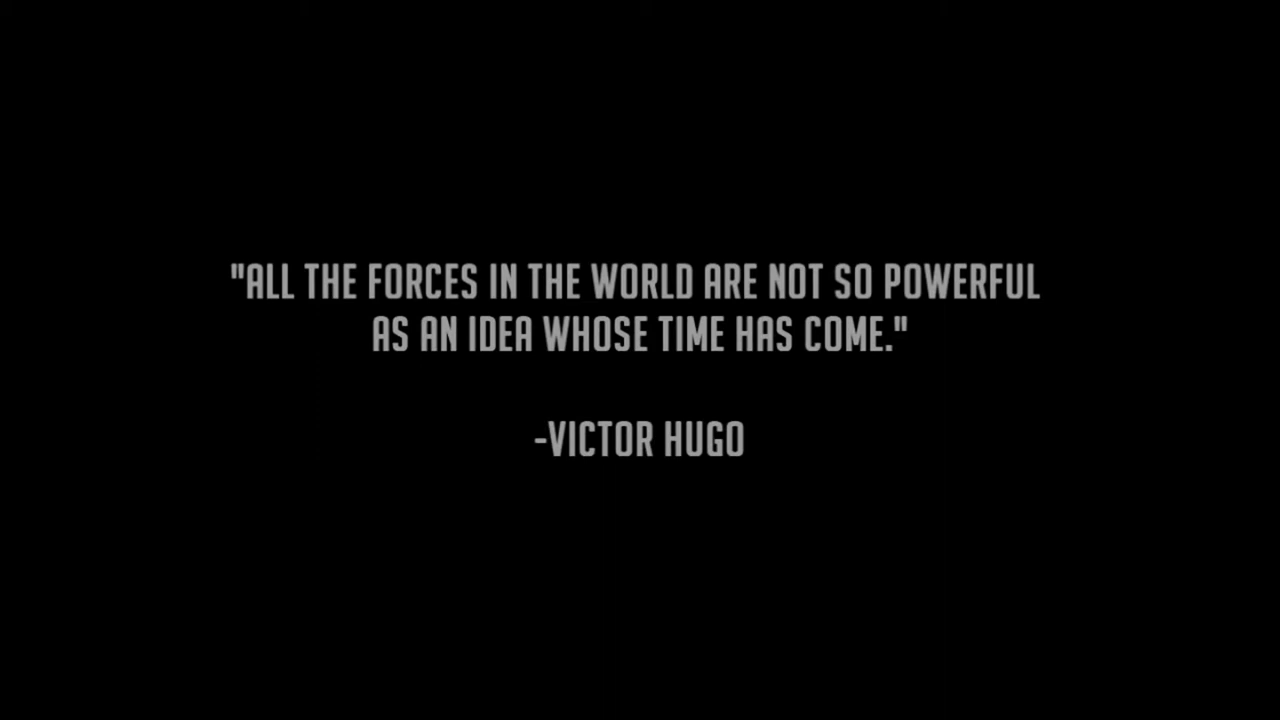 "ALL THE FORCES IN THE WORLD ARE NOT SO POWERFUL
AS AN IDEA WHOSE TIME HAS COME."
-VICTOR HUGO